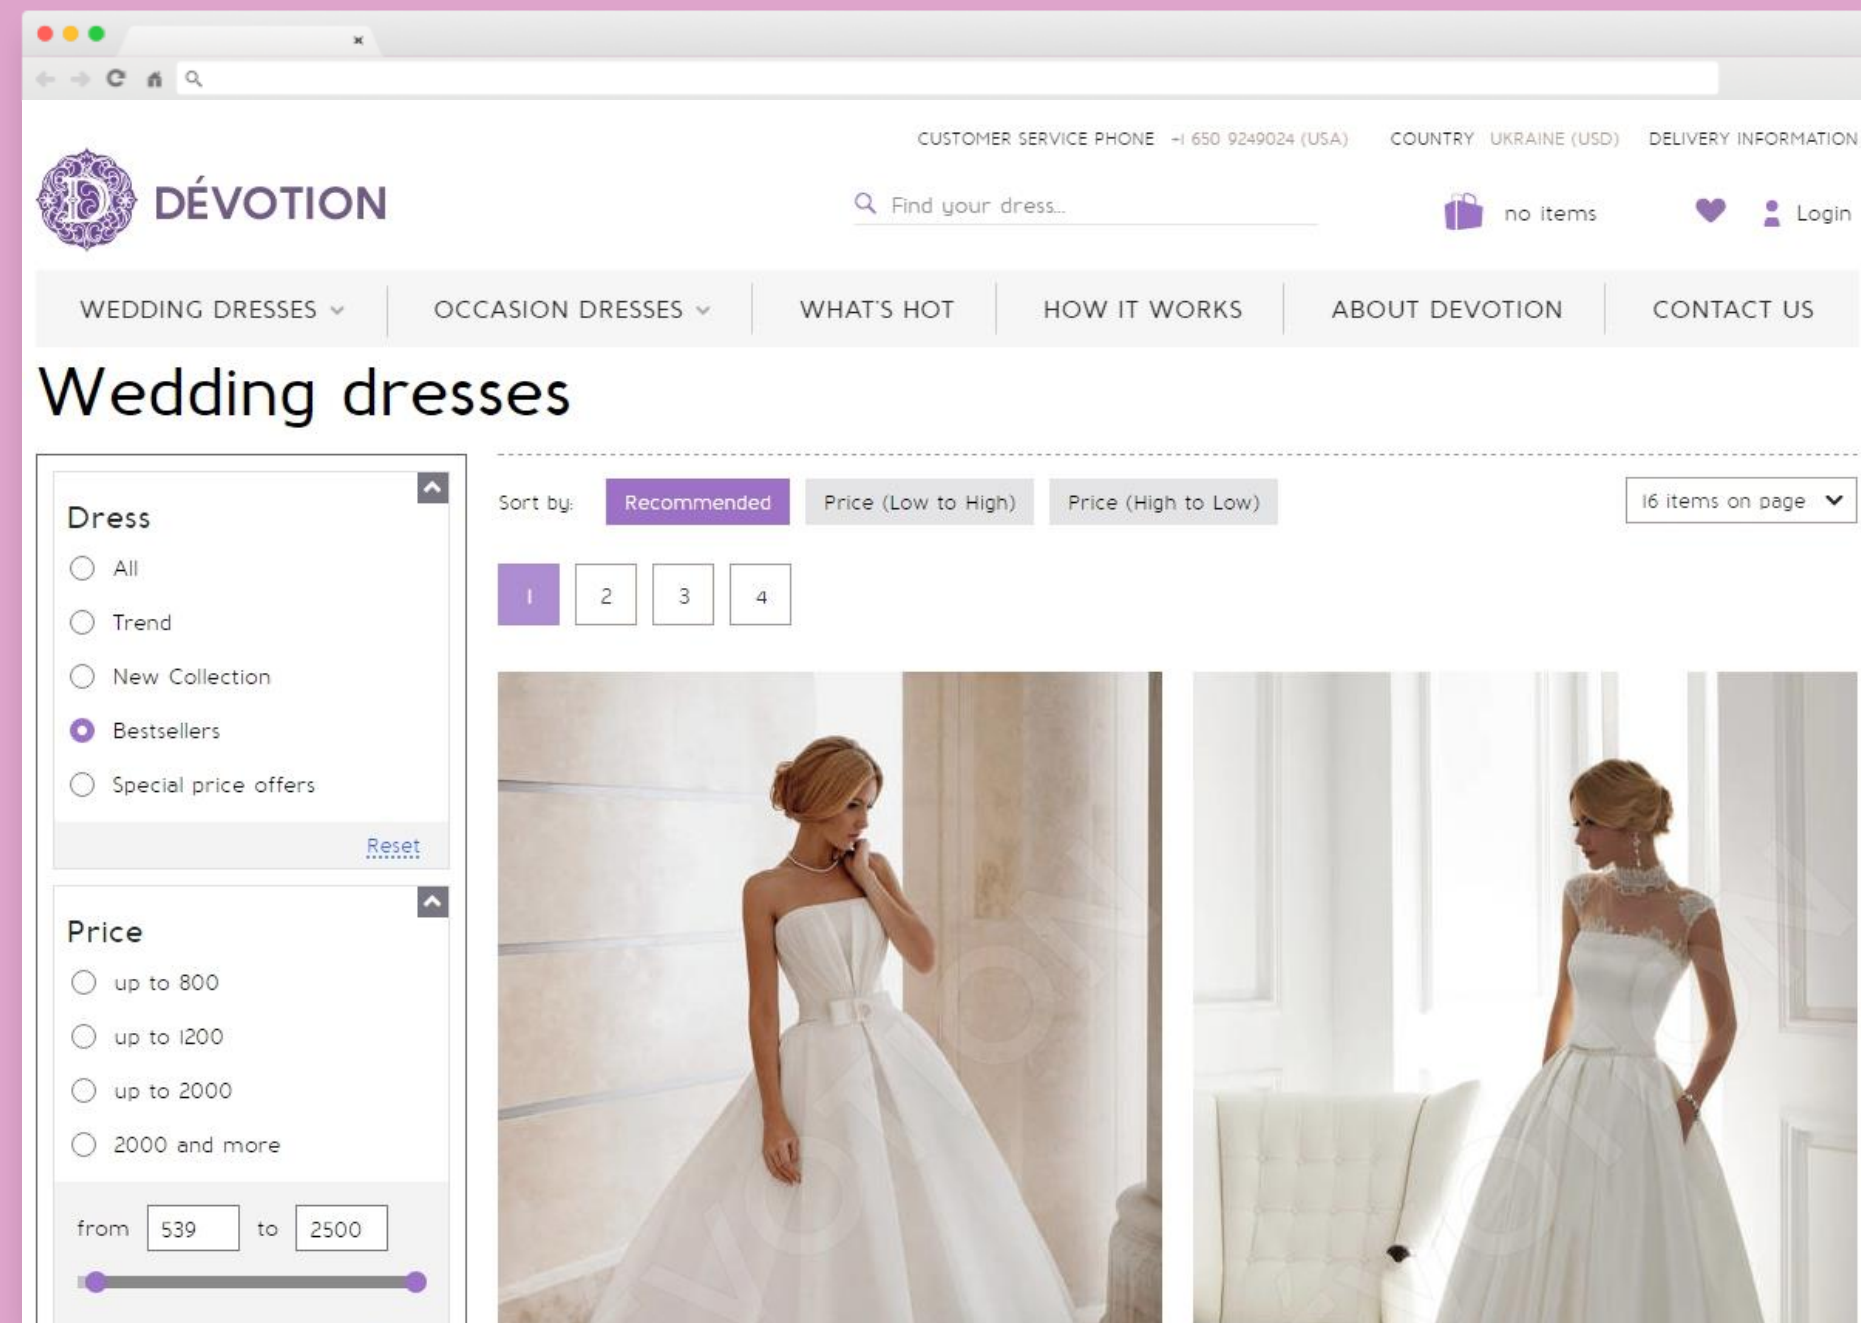 CUSTOMER SERVICE PHONE +1 650 9249024 (USA) COUNTRY UKRAINE (USD) DELIVERY INFORMATION
D DÉVOTION
Find your dress... no items Login
WEDDING DRESSES OCCASION DRESSES WHAT'S HOT HOW IT WORKS ABOUT DEVOTION CONTACT US
Wedding dresses
Sort by: Recommended Price (Low to High) Price (High to Low) 16 items on page
1 2 3 4
Dress
All
Trend
New Collection
Bestsellers
Special price offers
Reset
Price
up to 800
up to 1200
up to 2000
2000 and more
from 539 to 2500